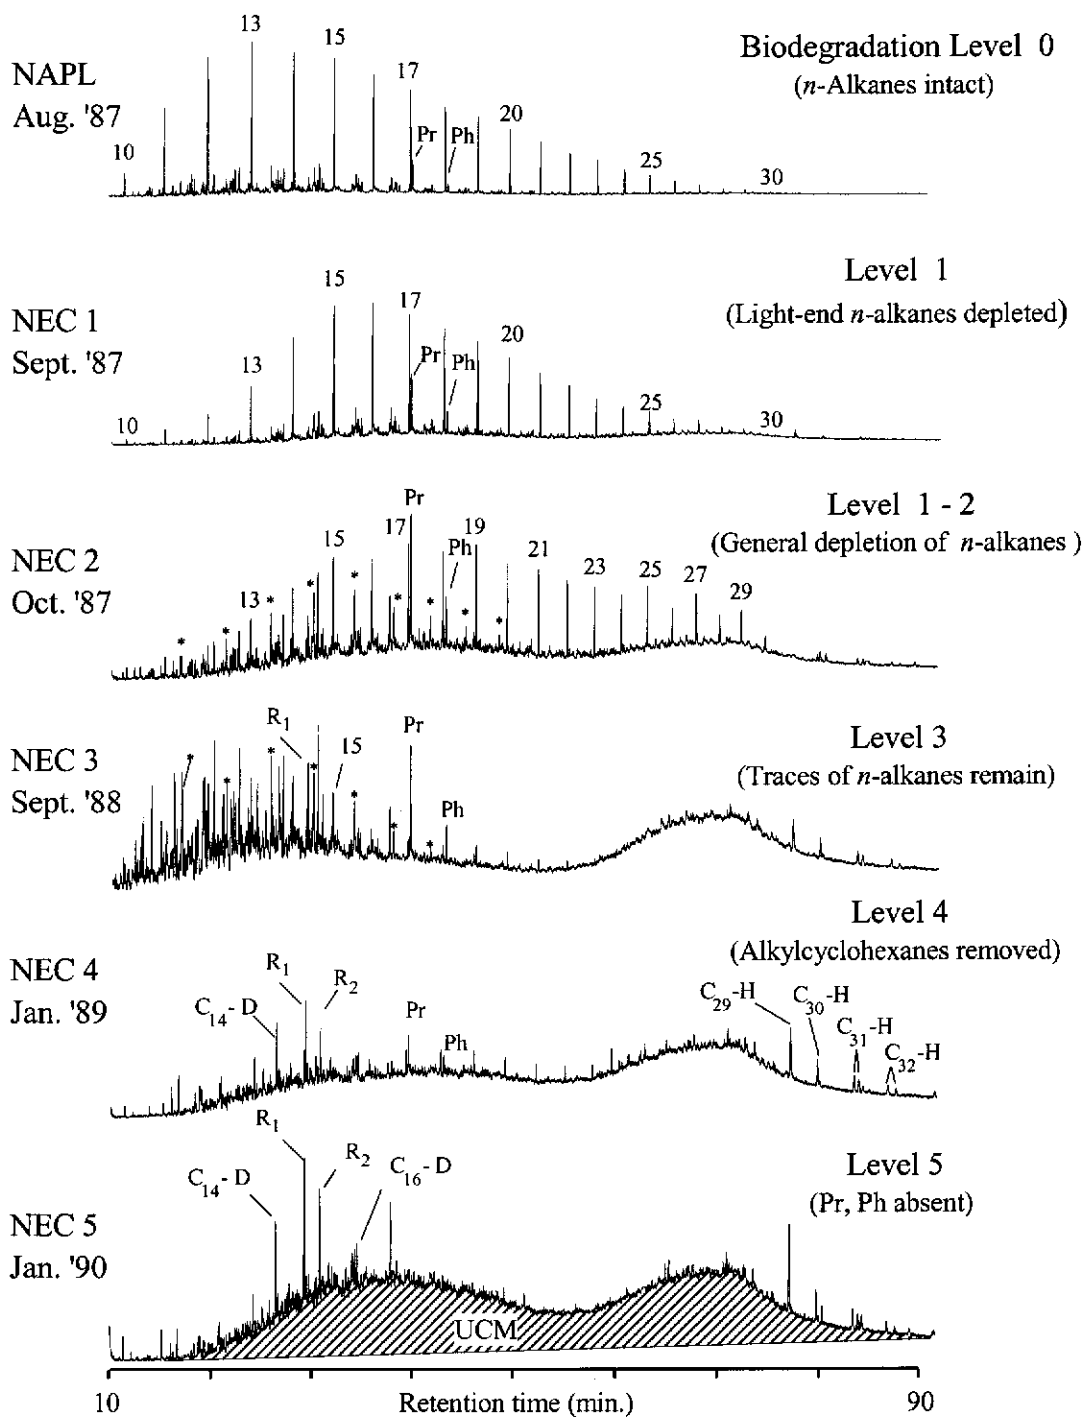 13
15
Biodegradation Level 0
NAPL
17
(n-Alkanes intact)
Aug. '87
20
Pr
Ph
10
25
30
Level 1
15
17
(Light-end n-alkanes depleted)
NEC 1
20
Sept. '87
Pr
Ph
13
25
10
30
Pr
Level 1 - 2
15
17
19
(General depletion of n-alkanes )
NEC 2
Ph
21
23
25
27
Oct. '87
29
*
*
*
*
*
*
*
*
13
*
R1
Pr
Level 3
NEC 3
15
(Traces of n-alkanes remain)
Sept. '88
*
*
*
*
*
*
*
Ph
Level 4
R1
(Alkylcyclohexanes removed)
NEC 4
R2
C29-H
C30-H
Jan. '89
C14- D
Pr
C31-H
Ph
C32-H
R1
R2
C16- D
Level 5
C14- D
(Pr, Ph absent)
NEC 5
Jan. '90
UCM
10
Retention time (min.)
90